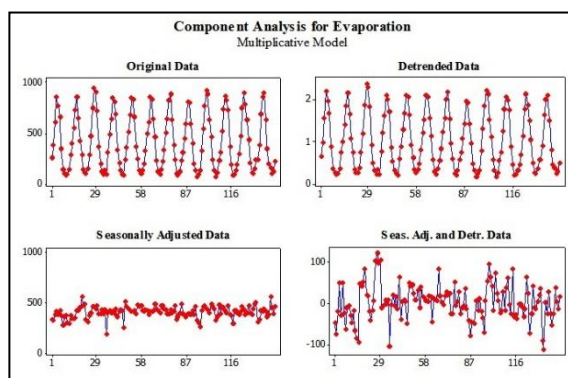 Component Analysis for Evaporation
Multiplicative Model
Original Data
Detrended Data
1000
500
0
1 29 58 87 116
2
1
0
1 29 58 87 116
Seasonally Adjusted Data
Seas. Adj. and Detr. Data
1000
500
0
1 29 58 87 116
100
0
-100
1 29 58 87 116